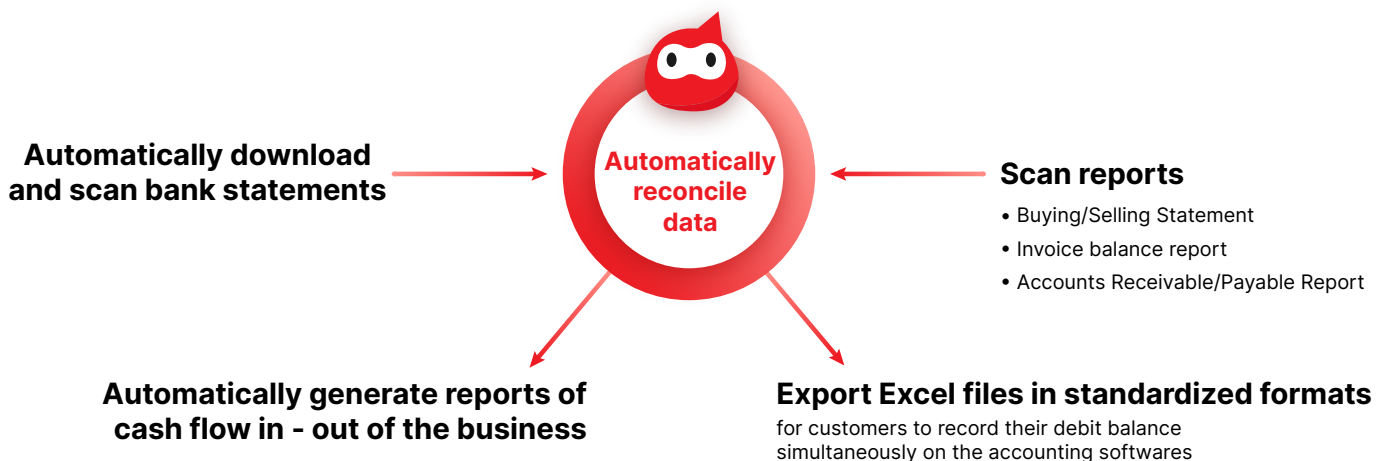 Automatically download
and scan bank statements
Automatically
reconcile
data
Scan reports
• Buying/Selling Statement
• Invoice balance report
• Accounts Receivable/Payable Report
Automatically generate reports of
cash flow in - out of the business
Export Excel files in standardized formats
for customers to record their debit balance
simultaneously on the accounting softwares